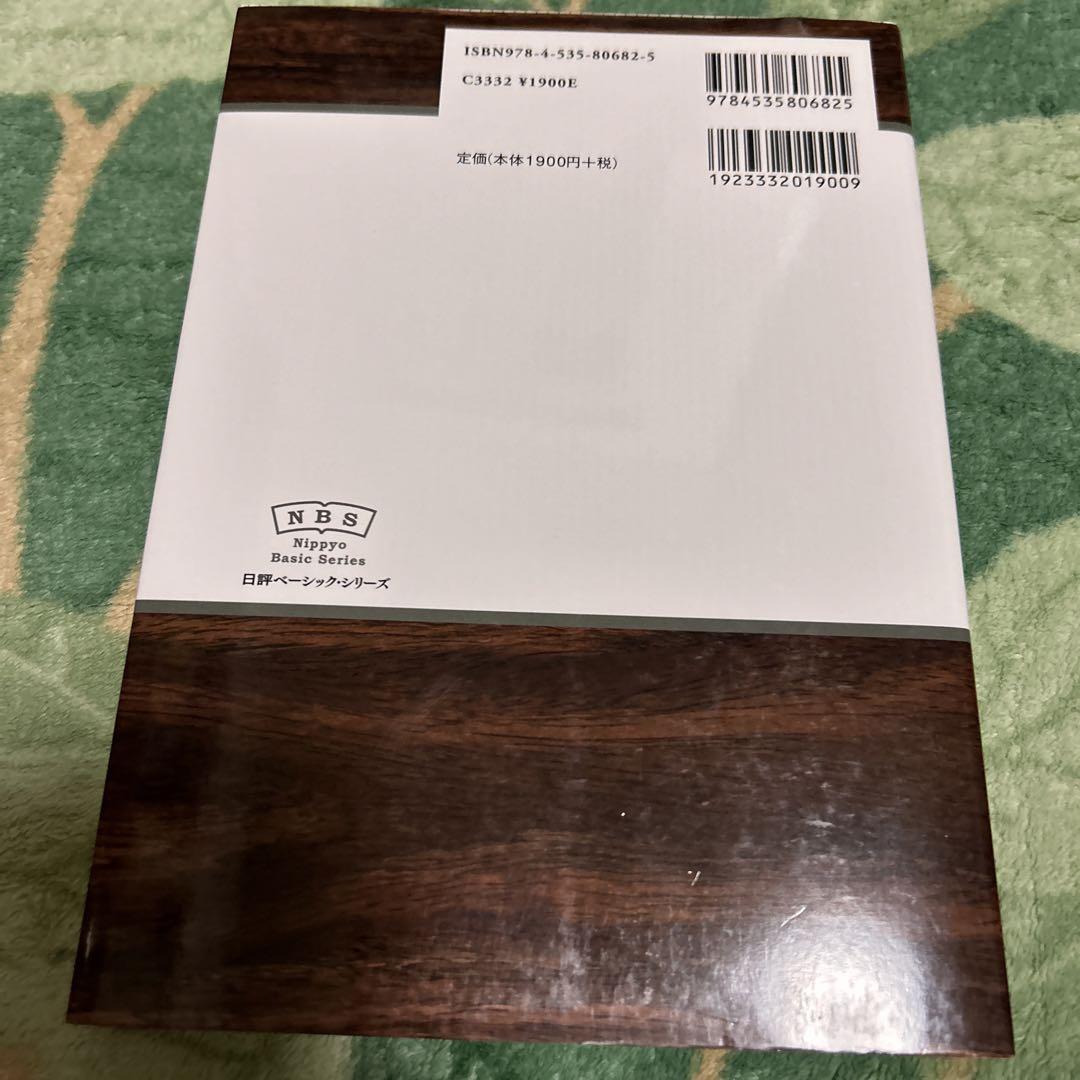 ISBN978-4-535-80682-5
C3332 ¥1900E
9784535806825
定価(本体1900円+税)
1923332019009
NBS
Nippyo
Basic Series
日評ベーシック・シリーズ